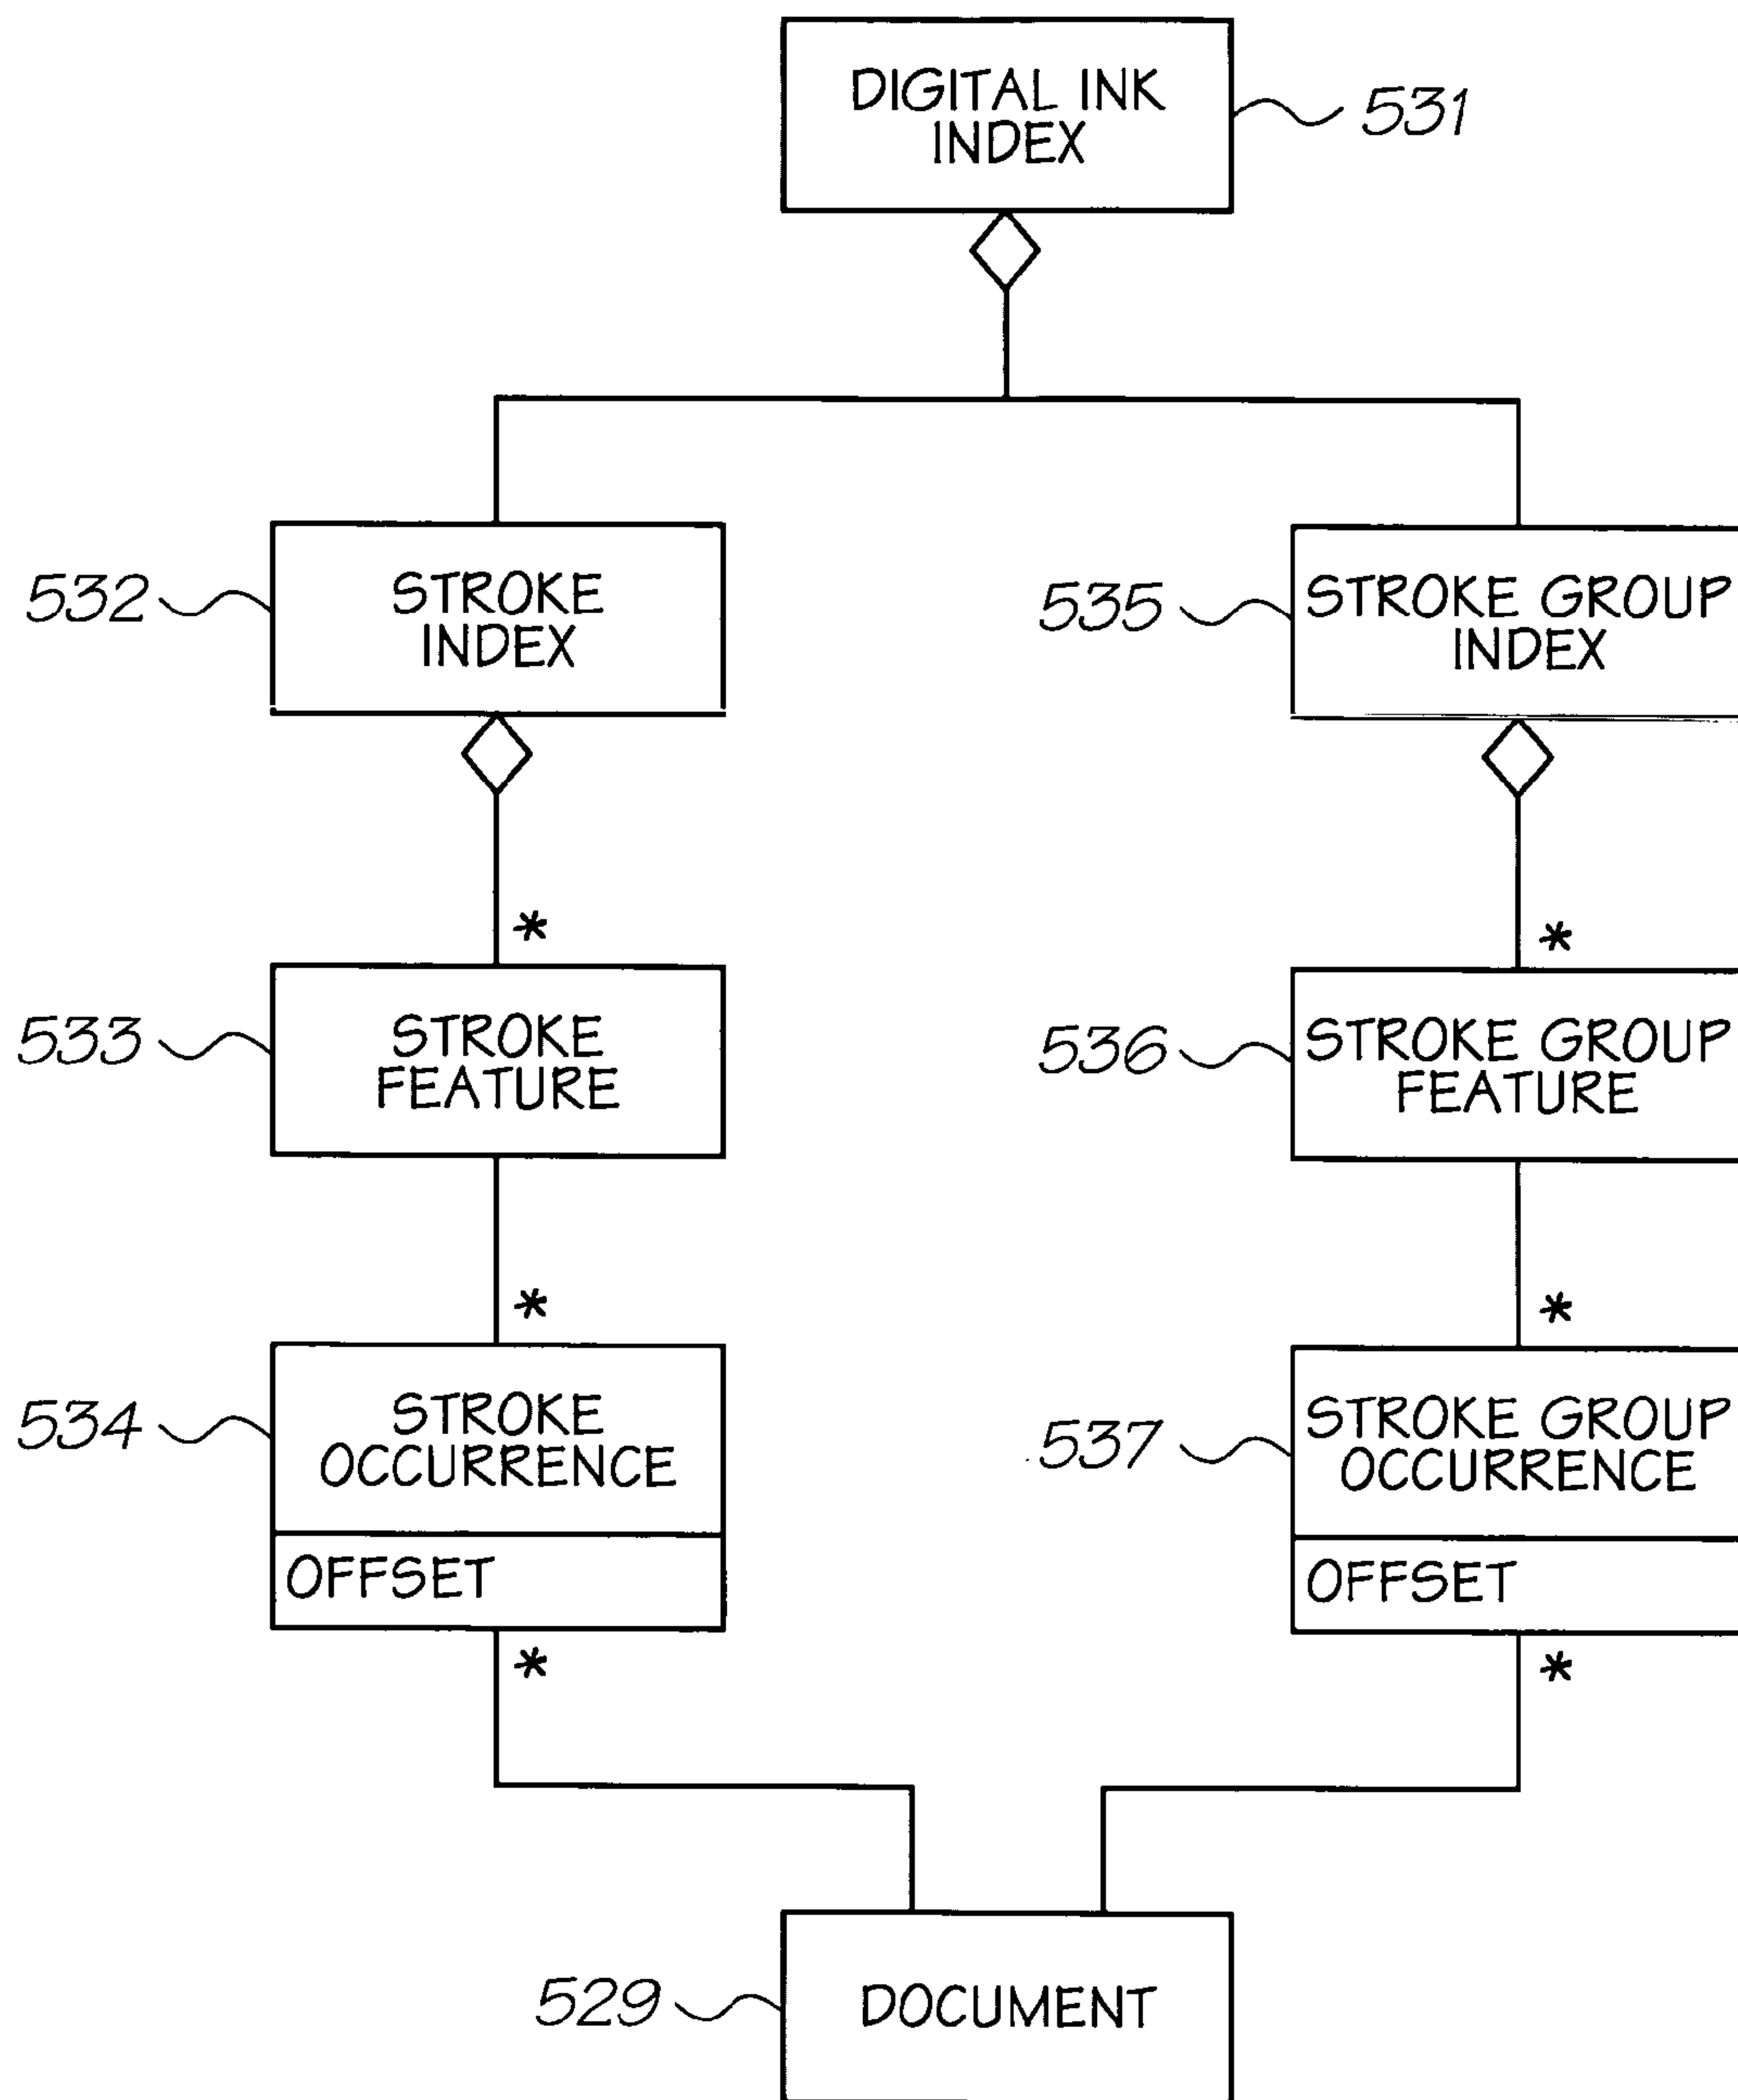 DIGITAL INK
INDEX
531
532
STROKE
INDEX
535
STROKE GROUP
INDEX
*
*
533
STROKE
FEATURE
536
STROKE GROUP
FEATURE
*
*
534
STROKE
OCCURRENCE
OFFSET
537
STROKE GROUP
OCCURRENCE
OFFSET
*
*
529
DOCUMENT